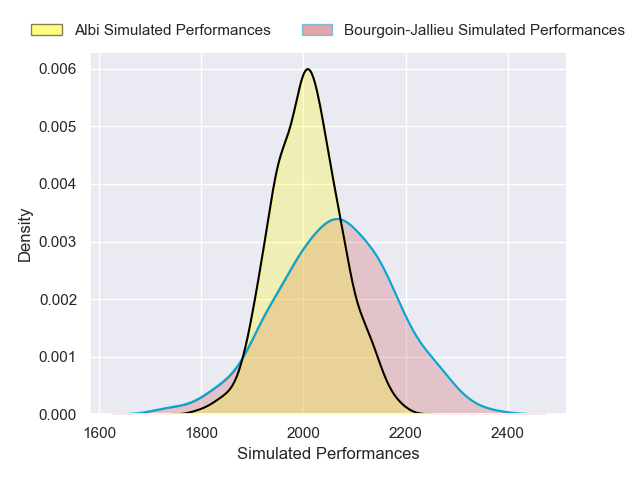 Albi Simulated Performances Bourgoin-Jallieu Simulated Performances
0.006
0.005
0.004
0.003
0.002
0.001
0.000
Density
1600 1800 2000 2200 2400
Simulated Performances